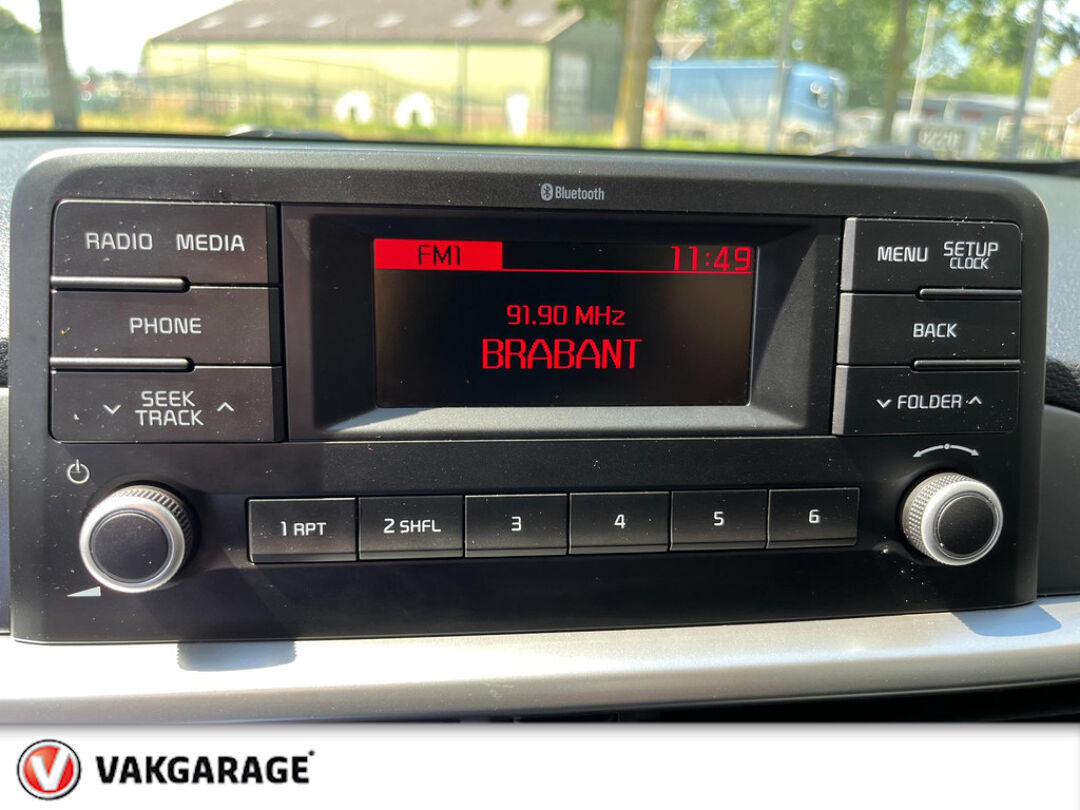 Bluetooth
RADIO MEDIA
PHONE
SEEK
TRACK
FM1 11:49
91.90 MHz
BRABANT
MENU SETUP
CLOCK
BACK
FOLDER
1 RPT 2 SHFL 3 4 5 6
VAKGARAGE